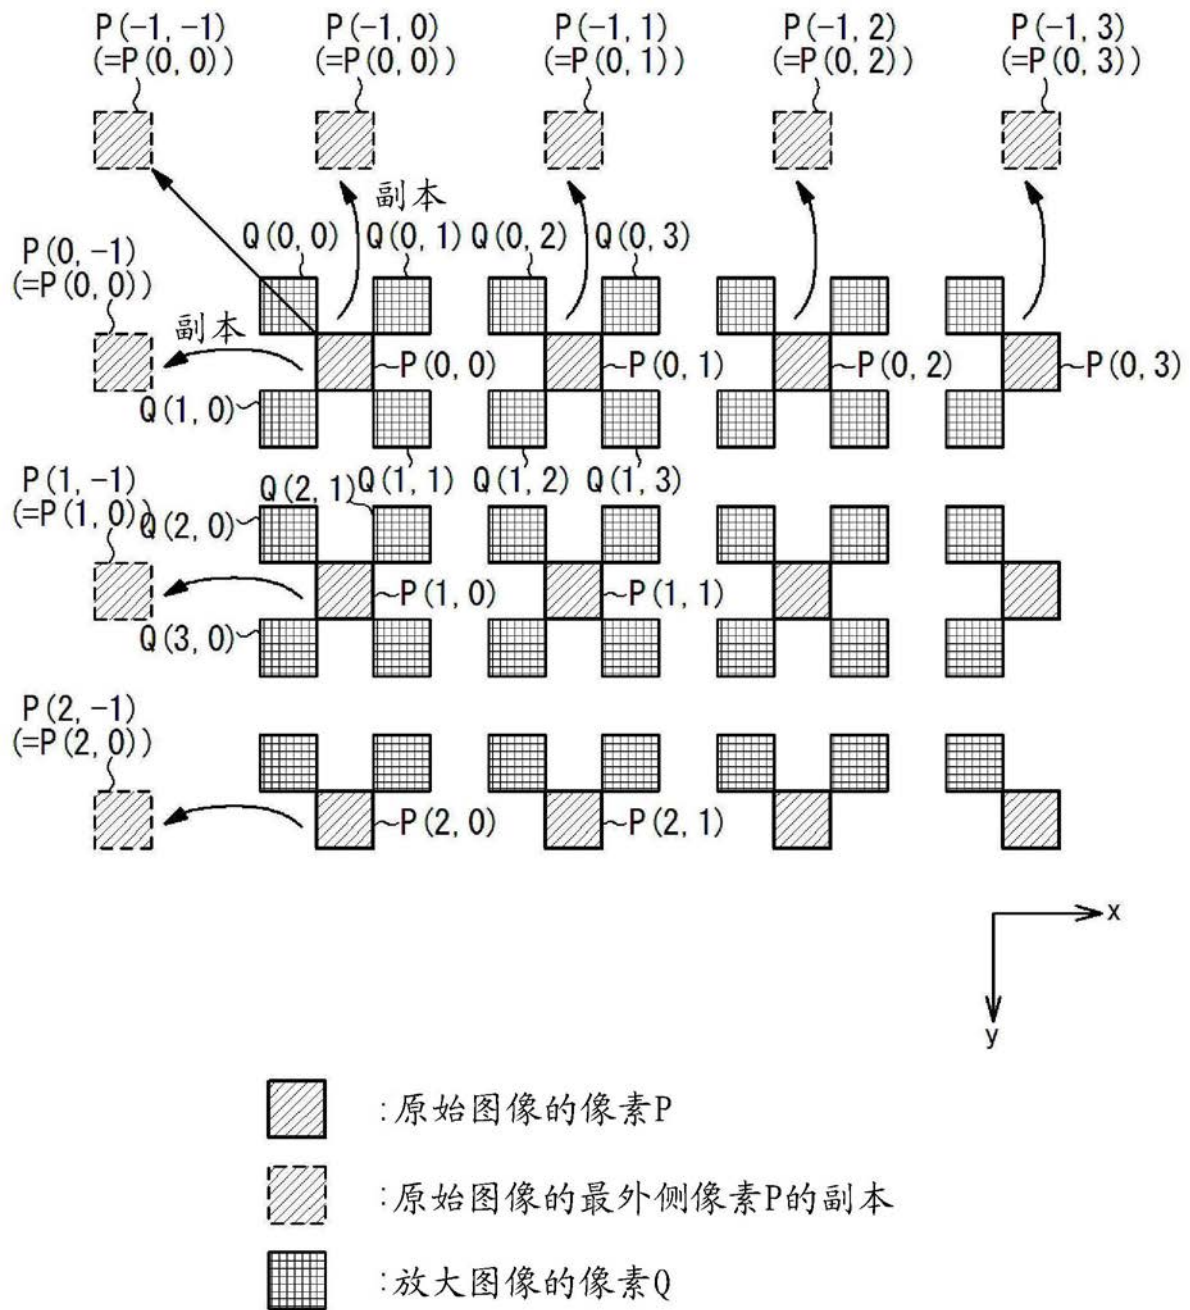 P(-1, -1) P(-1, 0) P(-1, 1) P(-1, 2) P(-1, 3)
(=P(0, 0)) (=P(0, 0)) (=P(0, 1)) (=P(0, 2)) (=P(0, 3))
副本
Q(0, 0) Q(0, 1) Q(0, 2) Q(0, 3)
P(0, -1)
(=P(0, 0))
副本
P(0, 0) P(0, 1) P(0, 2) P(0, 3)
Q(1, 0)
P(1, -1) Q(2, 1) Q(1, 1) Q(1, 2) Q(1, 3)
(=P(1, 0)) Q(2, 0)
P(1, 0) P(1, 1)
Q(3, 0)
P(2, -1)
(=P(2, 0))
P(2, 0) P(2, 1)
x
y
:原始图像的像素P
:原始图像的最外侧像素P的副本
:放大图像的像素Q